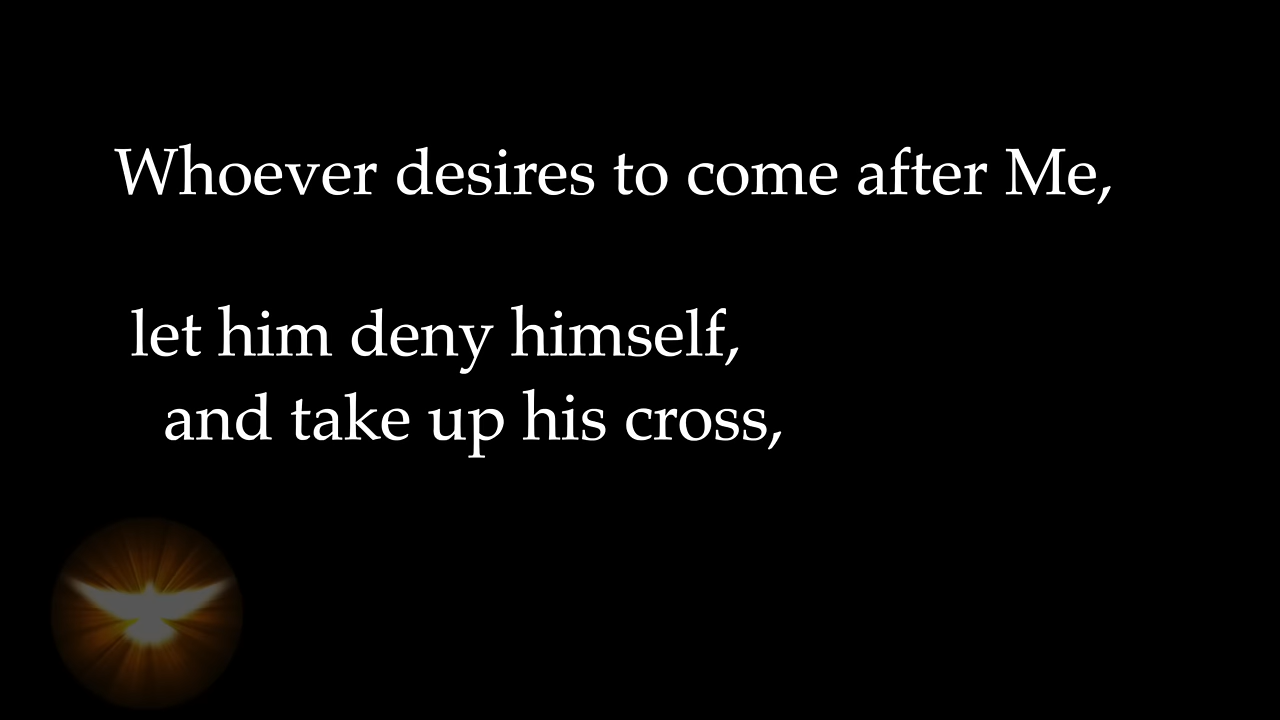 Whoever desires to come after Me,
let him deny himself,
and take up his cross,